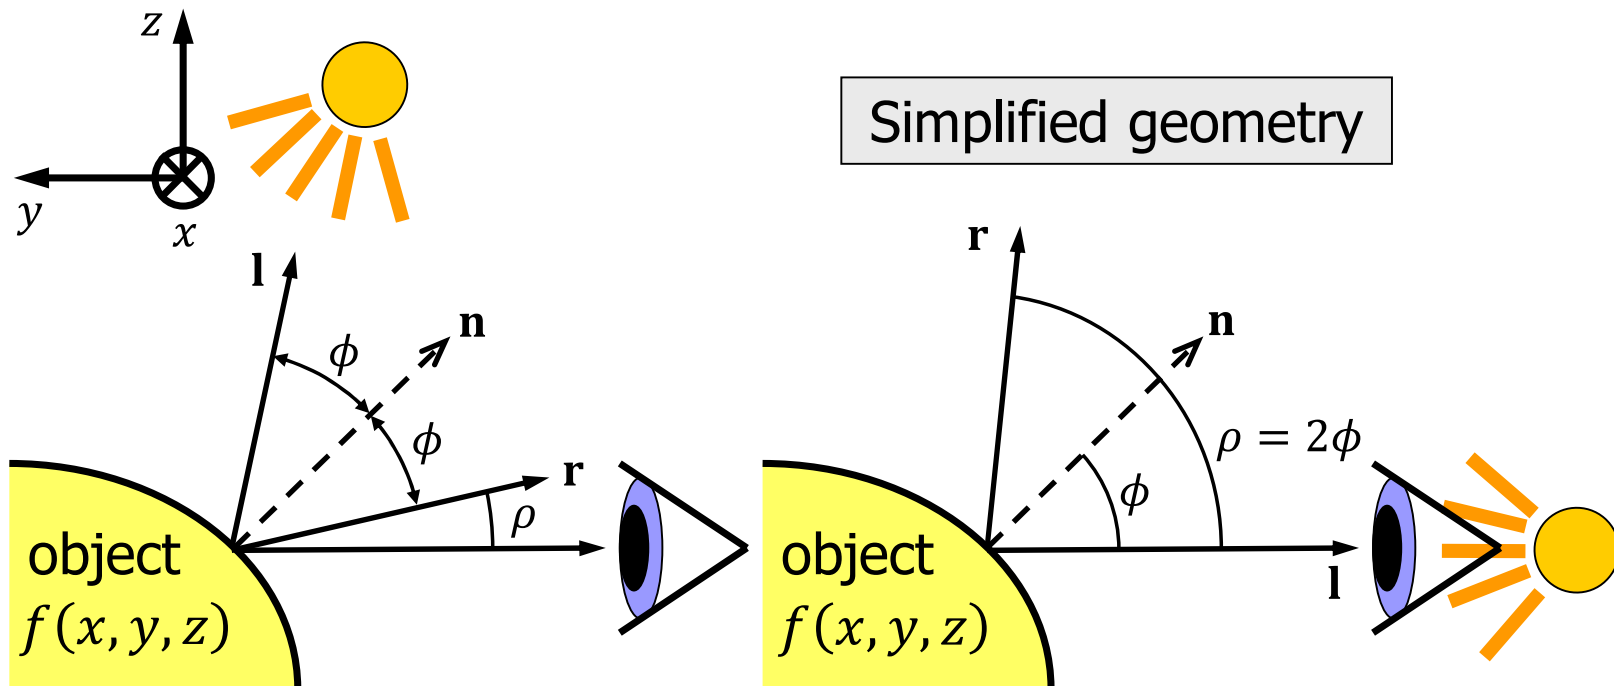 z
y
x
l
n
ϕ
ϕ
r
ρ
object
f(x, y, z)
Simplified geometry
r
n
ρ = 2ϕ
ϕ
l
object
f(x, y, z)